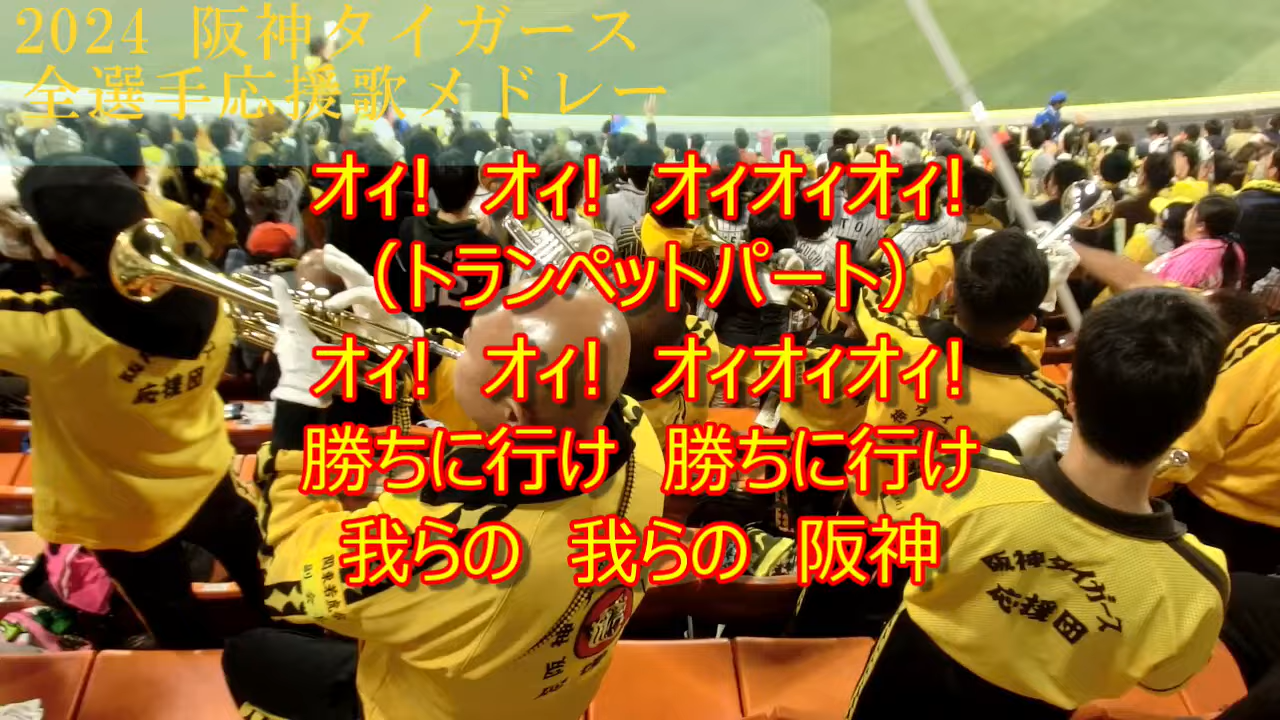 2024 阪神タイガース
全選手応援歌メドレー
オィ! オィ! オィオィオィ!
(トランペットパート)
オィ! オィ! オィオィオィ!
勝ちに行け 勝ちに行け
我らの 我らの 阪神
応援団
阪神タイガース
応援団